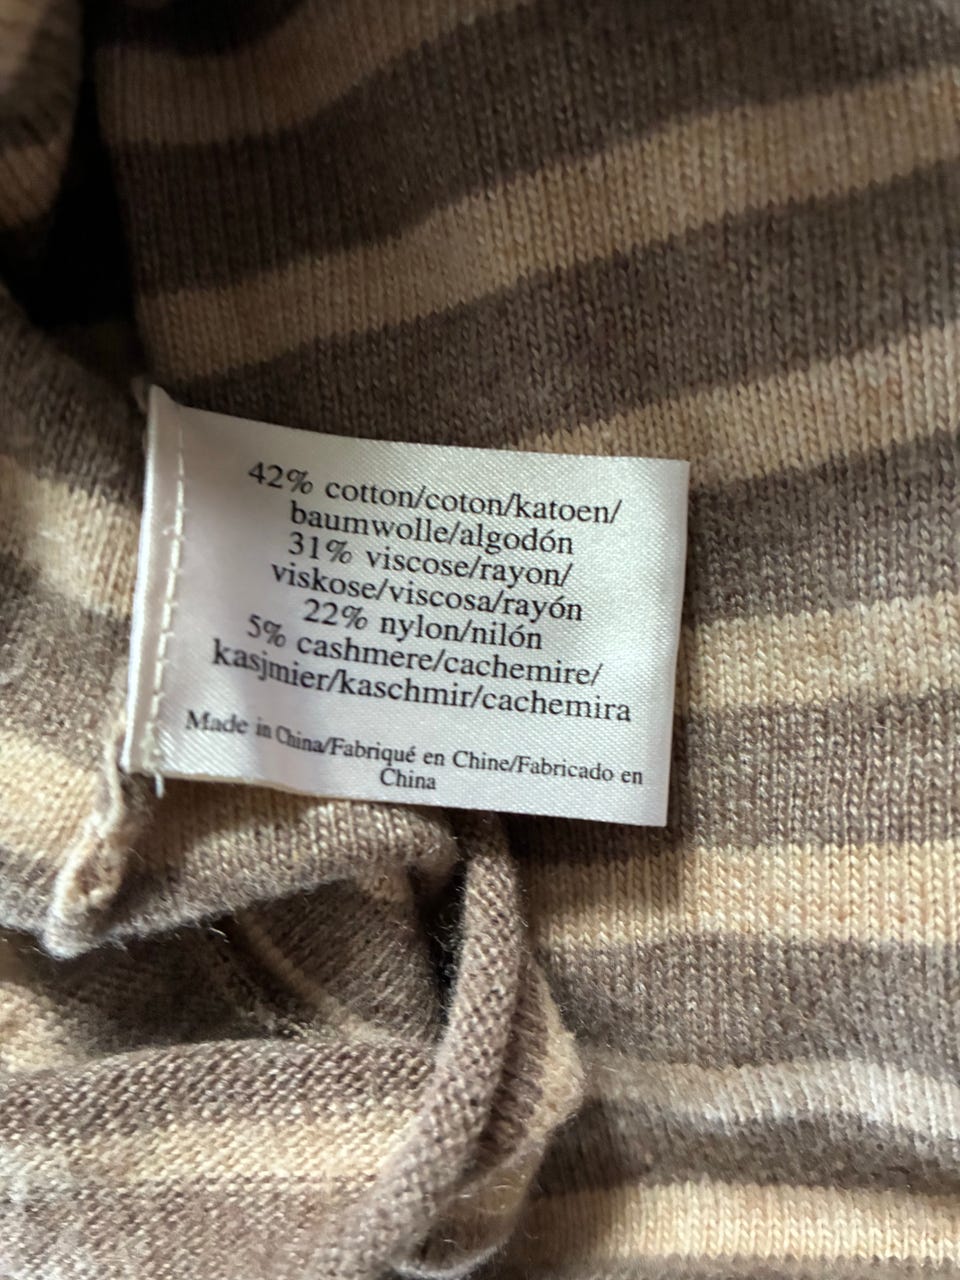 42% cotton/coton/katoen/
baumwolle/algodón
31% viscose/rayon/
viskose/viscosa/rayón
22% nylon/nilón
5% cashmere/cachemire/
kasjmier/kaschmir/cachemira
Made in China/Fabriqué en Chine/Fabricado en
China